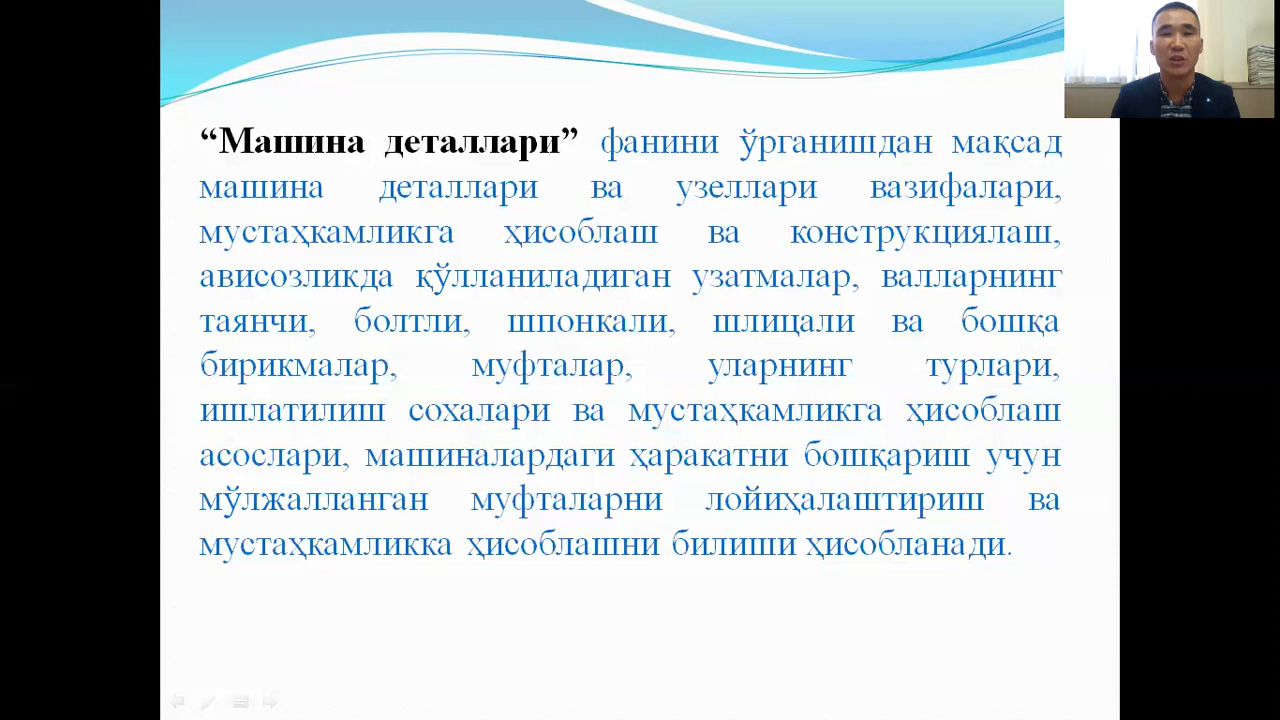 “Машина деталлари” фанини ўрганишдан мақсад
машина деталлари ва узеллари вазифалари,
мустаҳкамликга ҳисоблаш ва конструкциялаш,
ависозликда қўлланиладиган узатмалар, валларнинг
таянчи, болтли, шпонкали, шлицали ва бошқа
бирикмалар, муфталар, уларнинг турлари,
ишлатилиш сохалари ва мустаҳкамликга ҳисоблаш
асослари, машиналардаги ҳаракатни бошқариш учун
мўлжалланган муфталарни лойиҳалаштириш ва
мустаҳкамликка ҳисоблашни билиши ҳисобланади.